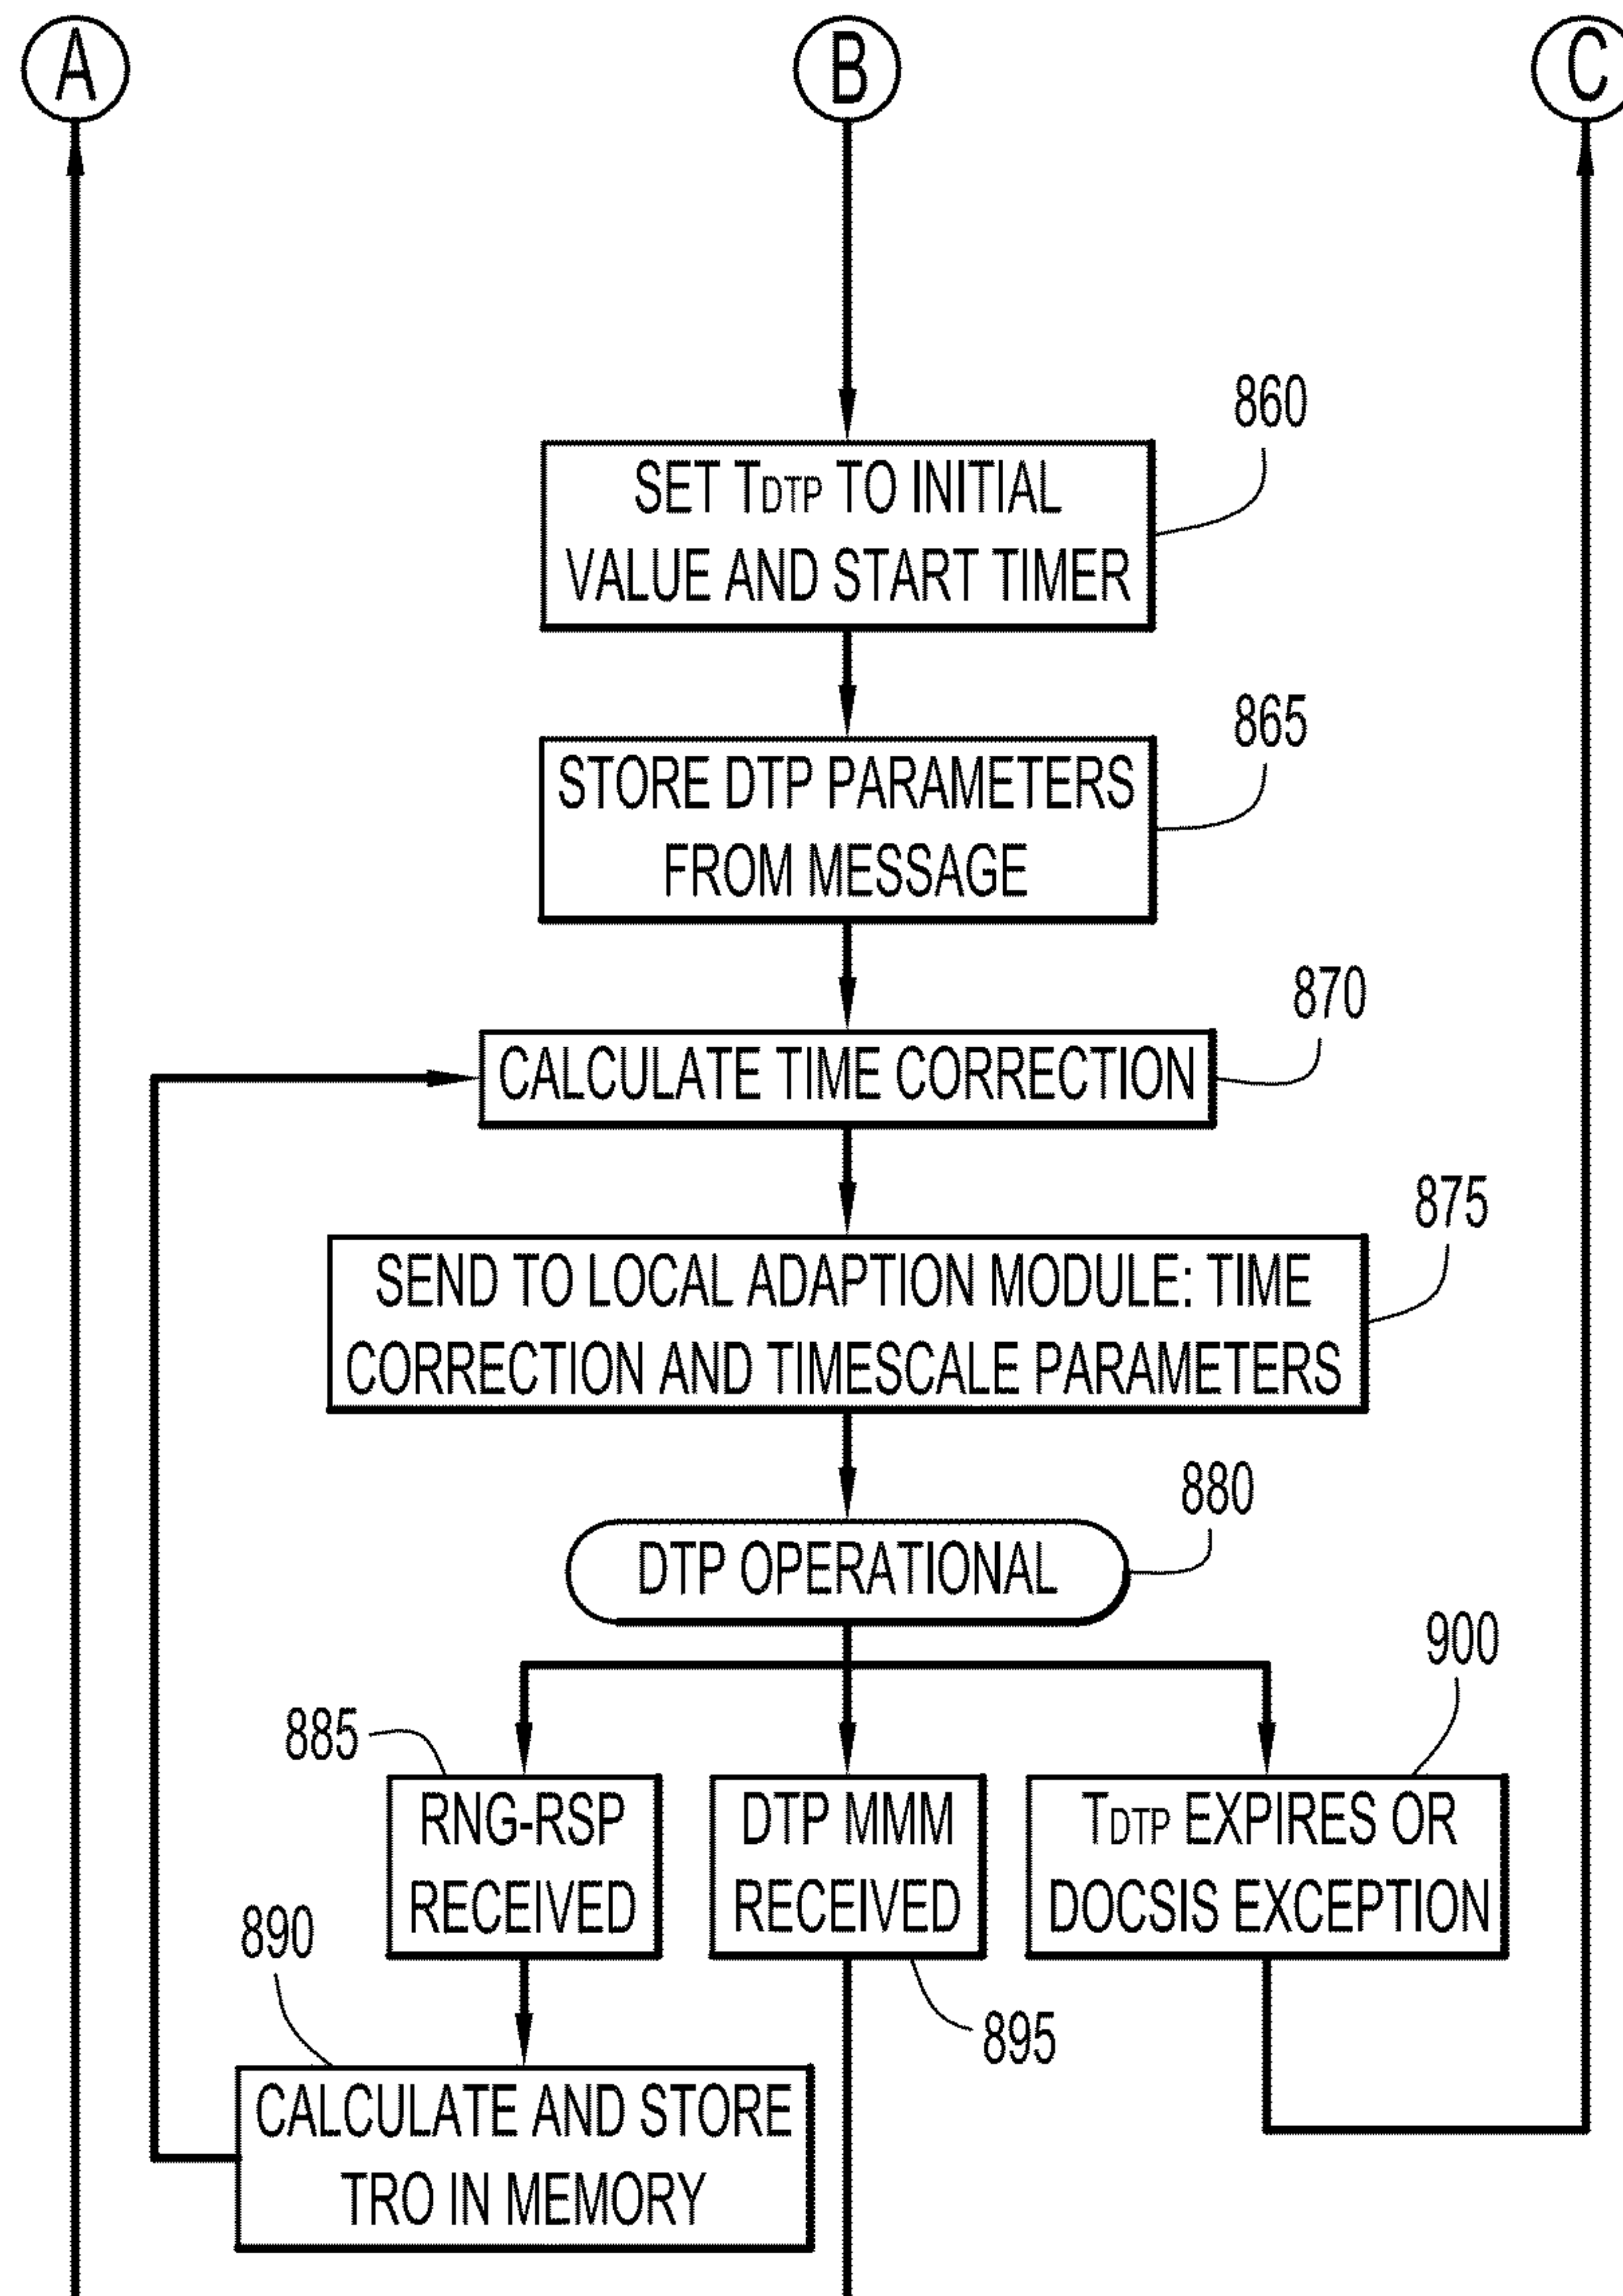 A
B
C
860
SET TDTP TO INITIAL
VALUE AND START TIMER
865
STORE DTP PARAMETERS
FROM MESSAGE
870
CALCULATE TIME CORRECTION
875
SEND TO LOCAL ADAPTION MODULE: TIME
CORRECTION AND TIMESCALE PARAMETERS
880
DTP OPERATIONAL
900
885
RNG-RSP
RECEIVED
DTP MMM
RECEIVED
TDTP EXPIRES OR
DOCSIS EXCEPTION
890
895
CALCULATE AND STORE
TRO IN MEMORY